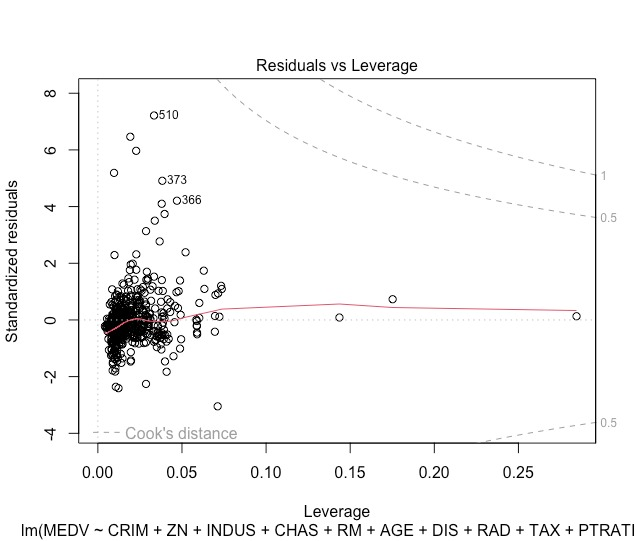 Residuals vs Leverage
Standardized residuals
8
6
4
2
0
-2
-4
510
373
366
1
0.5
0.5
Cook's distance
0.00 0.05 0.10 0.15 0.20 0.25
Leverage
lm(MEDV ~ CRIM + ZN + INDUS + CHAS + RM + AGE + DIS + RAD + TAX + PTRATI